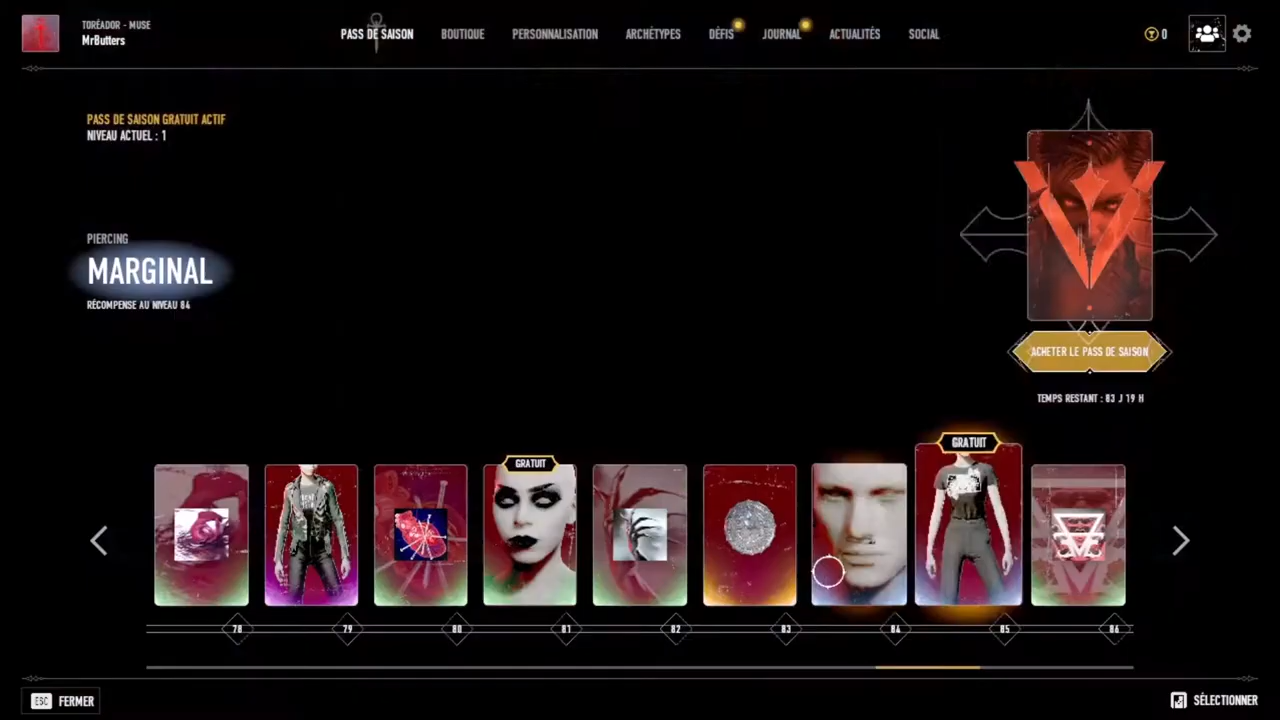 TORÉADOR - MUSE
MrButters
PASS DE SAISON
BOUTIQUE
PERSONNALISATION
ARCHÉTYPES
DÉFIS
JOURNAL
ACTUALITÉS
SOCIAL
0
PASS DE SAISON GRATUIT ACTIF
NIVEAU ACTUEL : 1
PIERCING
MARGINAL
RÉCOMPENSE AU NIVEAU 84
ACHETER LE PASS DE SAISON
TEMPS RESTANT : 83 J 19 H
GRATUIT
GRATUIT
78
79
80
81
82
83
84
85
86
ESC FERMER
SÉLECTIONNER